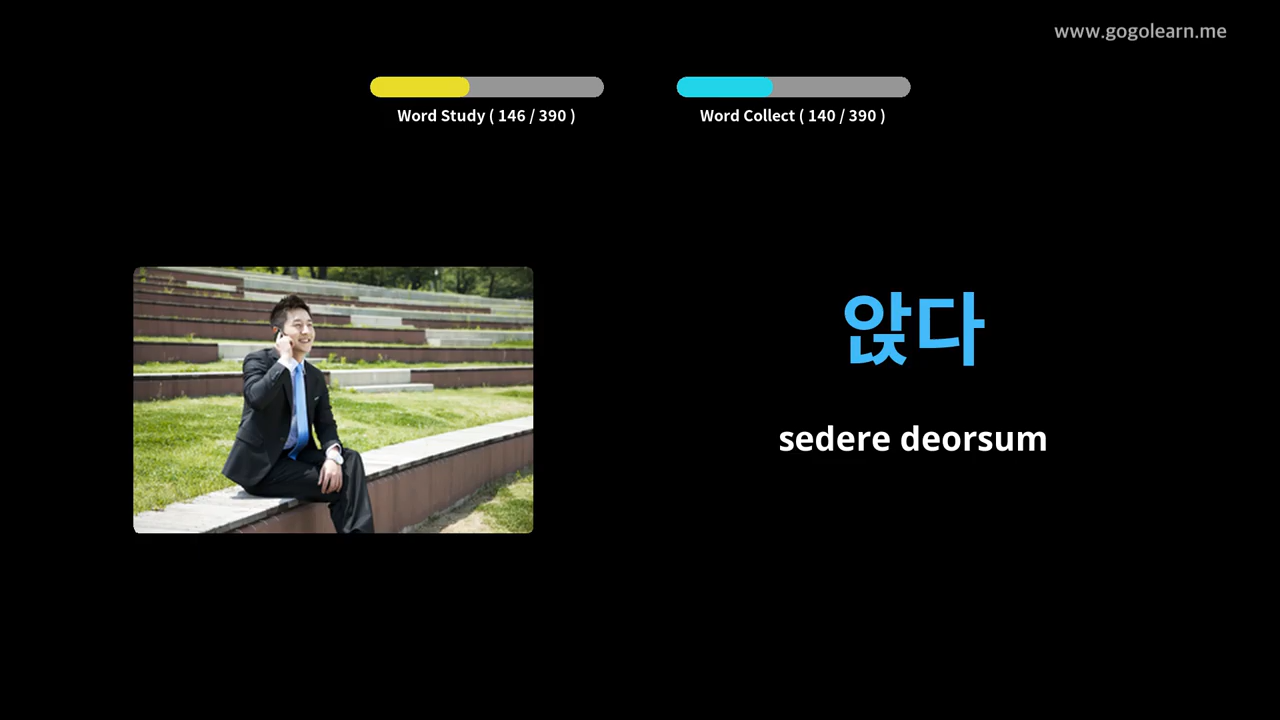 www.gogolearn.me
Word Study ( 146 / 390 )
Word Collect ( 140 / 390 )
앉다
sedere deorsum